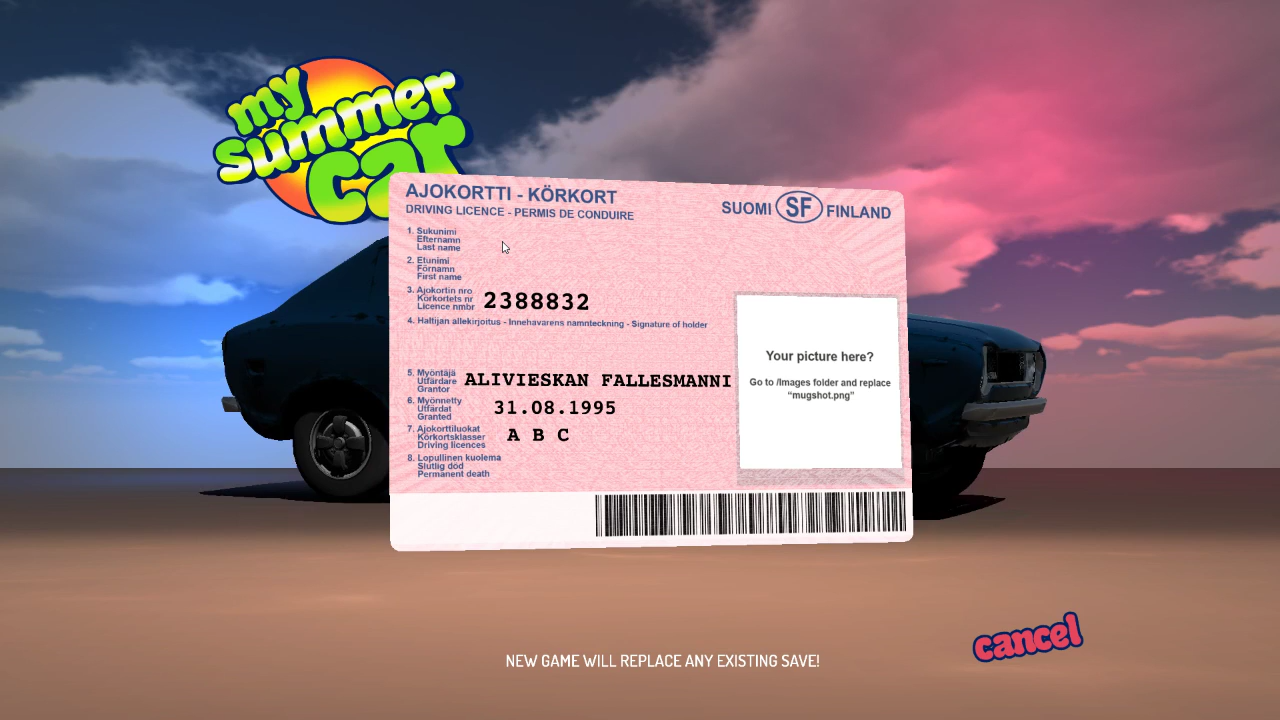 my
summer
car
AJOKORTTI - KÖRKORT
DRIVING LICENCE - PERMIS DE CONDUIRE
SUOMI SF FINLAND
1. Sukunimi
Efternamn
Last name
2. Etunimi
Förnamn
First name
3. Ajokortin nro
Körkortets nr
Licence nmbr
2388832
4. Haltijan allekirjoitus - Innehavarens namnteckning - Signature of holder
5. Myöntäjä
Utfärdare
Grantor
ALIVIESKAN FALLESMANNI
6. Myönnetty
Utfärdat
Granted
31.08.1995
7. Ajokorttiluokat
Körkortsklasser
Driving licences
A B C
8. Lopullinen kuolema
Slutlig död
Permanent death
Your picture here?
Go to /Images folder and replace
“mugshot.png”
cancel
NEW GAME WILL REPLACE ANY EXISTING SAVE!